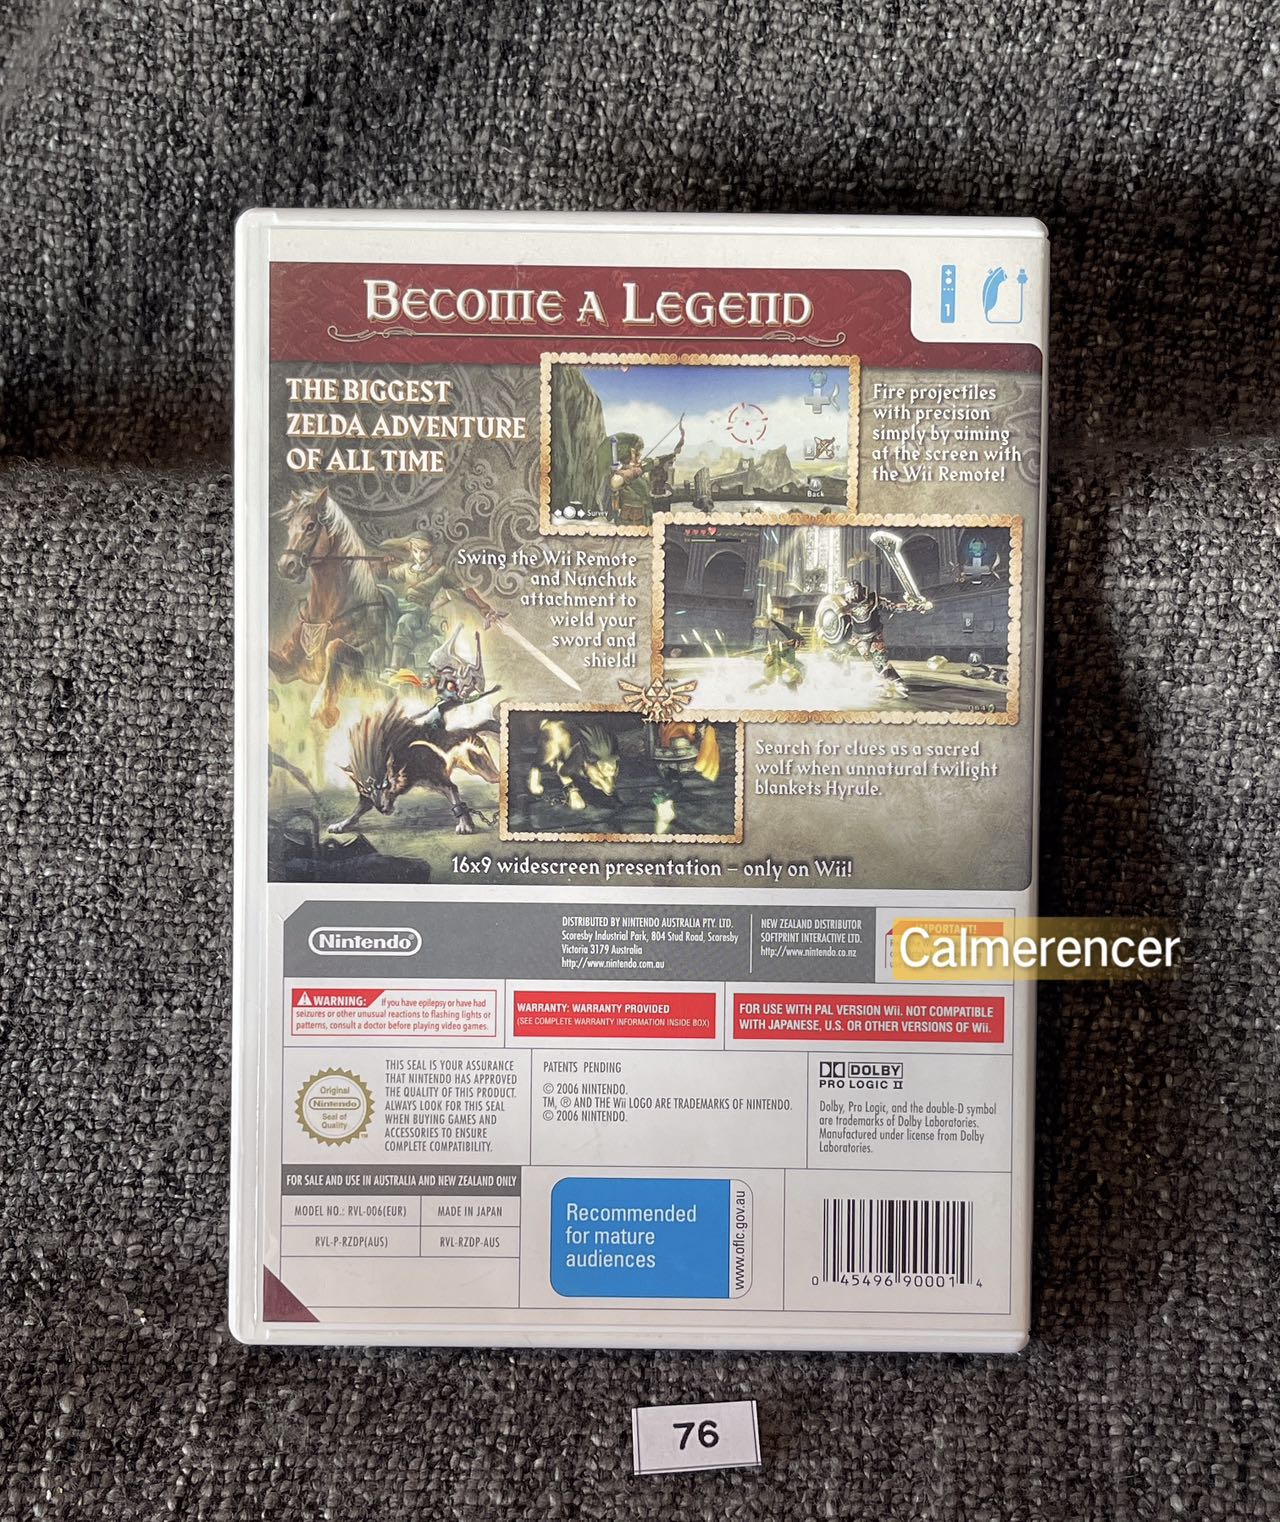 BECOME A LEGEND
1
THE BIGGEST
ZELDA ADVENTURE
OF ALL TIME
Fire projectiles
with precision
simply by aiming
at the screen with
the Wii Remote!
Back
Survey
Swing the Wii Remote
and Nunchuk
attachment to
wield your
sword and
shield!
Search for clues as a sacred
wolf when unnatural twilight
blankets Hyrule.
16x9 widescreen presentation – only on Wii!
Nintendo®
DISTRIBUTED BY NINTENDO AUSTRALIA PTY. LTD.
Scoresby Industrial Park, 804 Stud Road, Scoresby
Victoria 3179 Australia
http://www.nintendo.com.au
NEW ZEALAND DISTRIBUTOR
SOFTPRINT INTERACTIVE LTD.
http://www.nintendo.co.nz
IMPORTANT!
Calmerencer
WARNING: If you have epilepsy or have had
seizures or other unusual reactions to flashing lights or
patterns, consult a doctor before playing video games.
WARRANTY: WARRANTY PROVIDED
(SEE COMPLETE WARRANTY INFORMATION INSIDE BOX)
FOR USE WITH PAL VERSION Wii. NOT COMPATIBLE
WITH JAPANESE, U.S. OR OTHER VERSIONS OF Wii.
Original
Nintendo
Seal of
Quality
TM
THIS SEAL IS YOUR ASSURANCE
THAT NINTENDO HAS APPROVED
THE QUALITY OF THIS PRODUCT.
ALWAYS LOOK FOR THIS SEAL
WHEN BUYING GAMES AND
ACCESSORIES TO ENSURE
COMPLETE COMPATIBILITY.
PATENTS PENDING
© 2006 NINTENDO.
TM, ® AND THE Wii LOGO ARE TRADEMARKS OF NINTENDO.
© 2006 NINTENDO.
DOLBY
PRO LOGIC II
Dolby, Pro Logic, and the double-D symbol
are trademarks of Dolby Laboratories.
Manufactured under license from Dolby
Laboratories.
FOR SALE AND USE IN AUSTRALIA AND NEW ZEALAND ONLY
MODEL NO.: RVL-006(EUR)
MADE IN JAPAN
RVL-P-RZDP(AUS)
RVL-RZDP-AUS
Recommended
for mature
audiences
www.oflc.gov.au
0 45496 90001 4
76